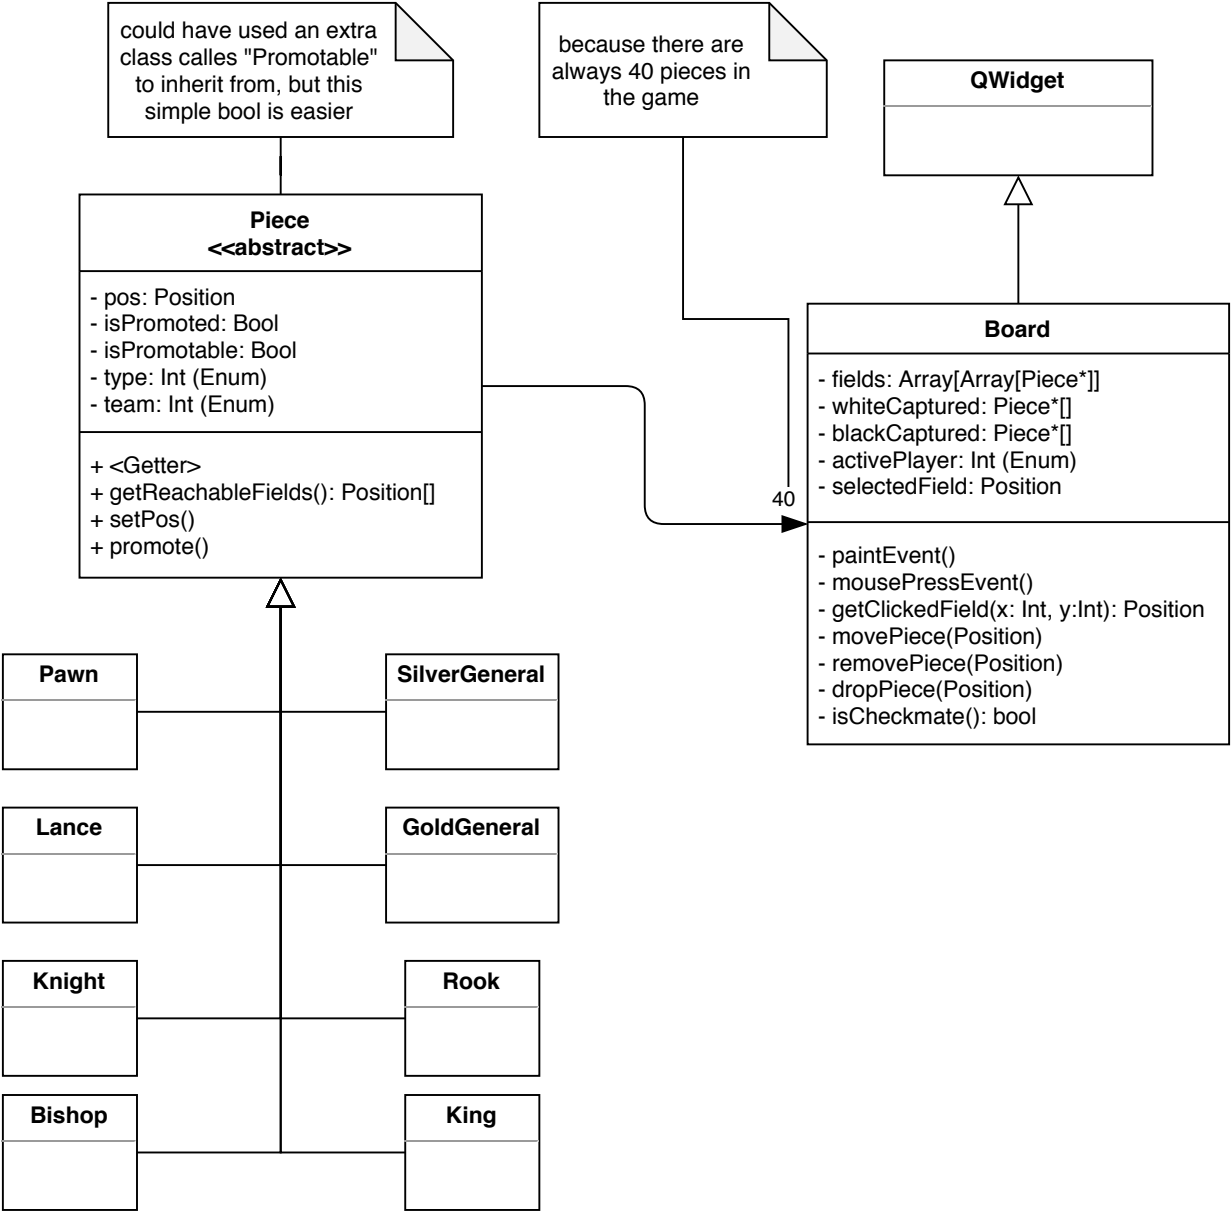 could have used an extra
class calles "Promotable"
to inherit from, but this
simple bool is easier
because there are
always 40 pieces in
the game
QWidget
Piece
<<abstract>>
- pos: Position
- isPromoted: Bool
- isPromotable: Bool
- type: Int (Enum)
- team: Int (Enum)
+ <Getter>
+ getReachableFields(): Position[]
+ setPos()
+ promote()
40
Board
- fields: Array[Array[Piece*]]
- whiteCaptured: Piece*[]
- blackCaptured: Piece*[]
- activePlayer: Int (Enum)
- selectedField: Position
- paintEvent()
- mousePressEvent()
- getClickedField(x: Int, y:Int): Position
- movePiece(Position)
- removePiece(Position)
- dropPiece(Position)
- isCheckmate(): bool
Pawn
SilverGeneral
Lance
GoldGeneral
Knight
Rook
Bishop
King